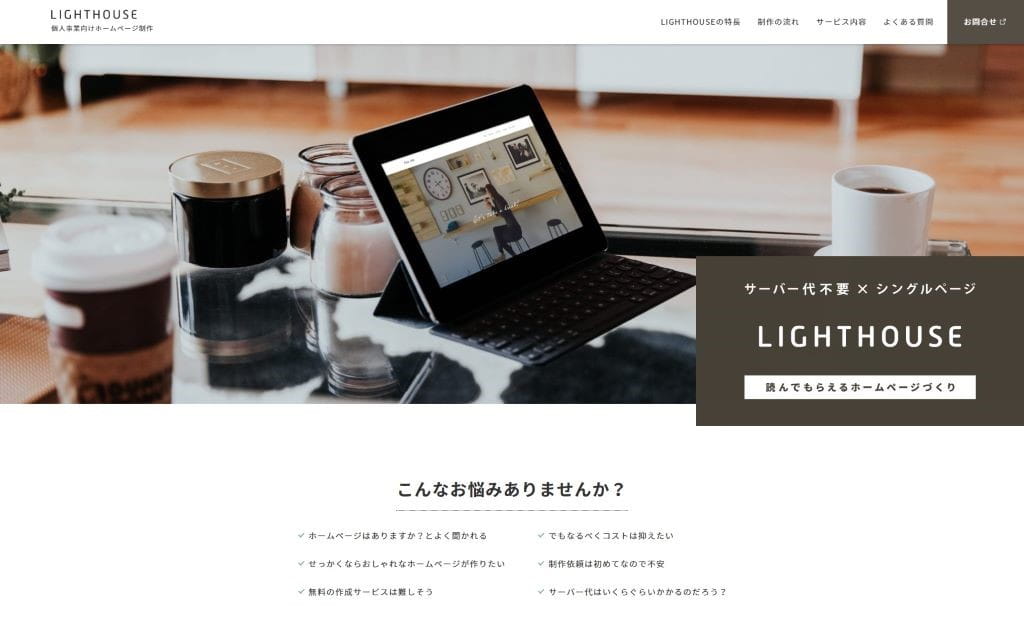 LIGHTHOUSE
個人事業向けホームページ制作
LIGHTHOUSEの特長
制作の流れ
サービス内容
よくある質問
お問合せ
Let's take a break!
サーバー代不要 × シングルページ
LIGHTHOUSE
読んでもらえるホームページづくり
こんなお悩みありませんか？
ホームページはありますか？とよく聞かれる
でもなるべくコストは抑えたい
せっかくならおしゃれなホームページが作りたい
制作依頼は初めてなので不安
無料の作成サービスは難しそう
サーバー代はいくらぐらいかかるのだろう？